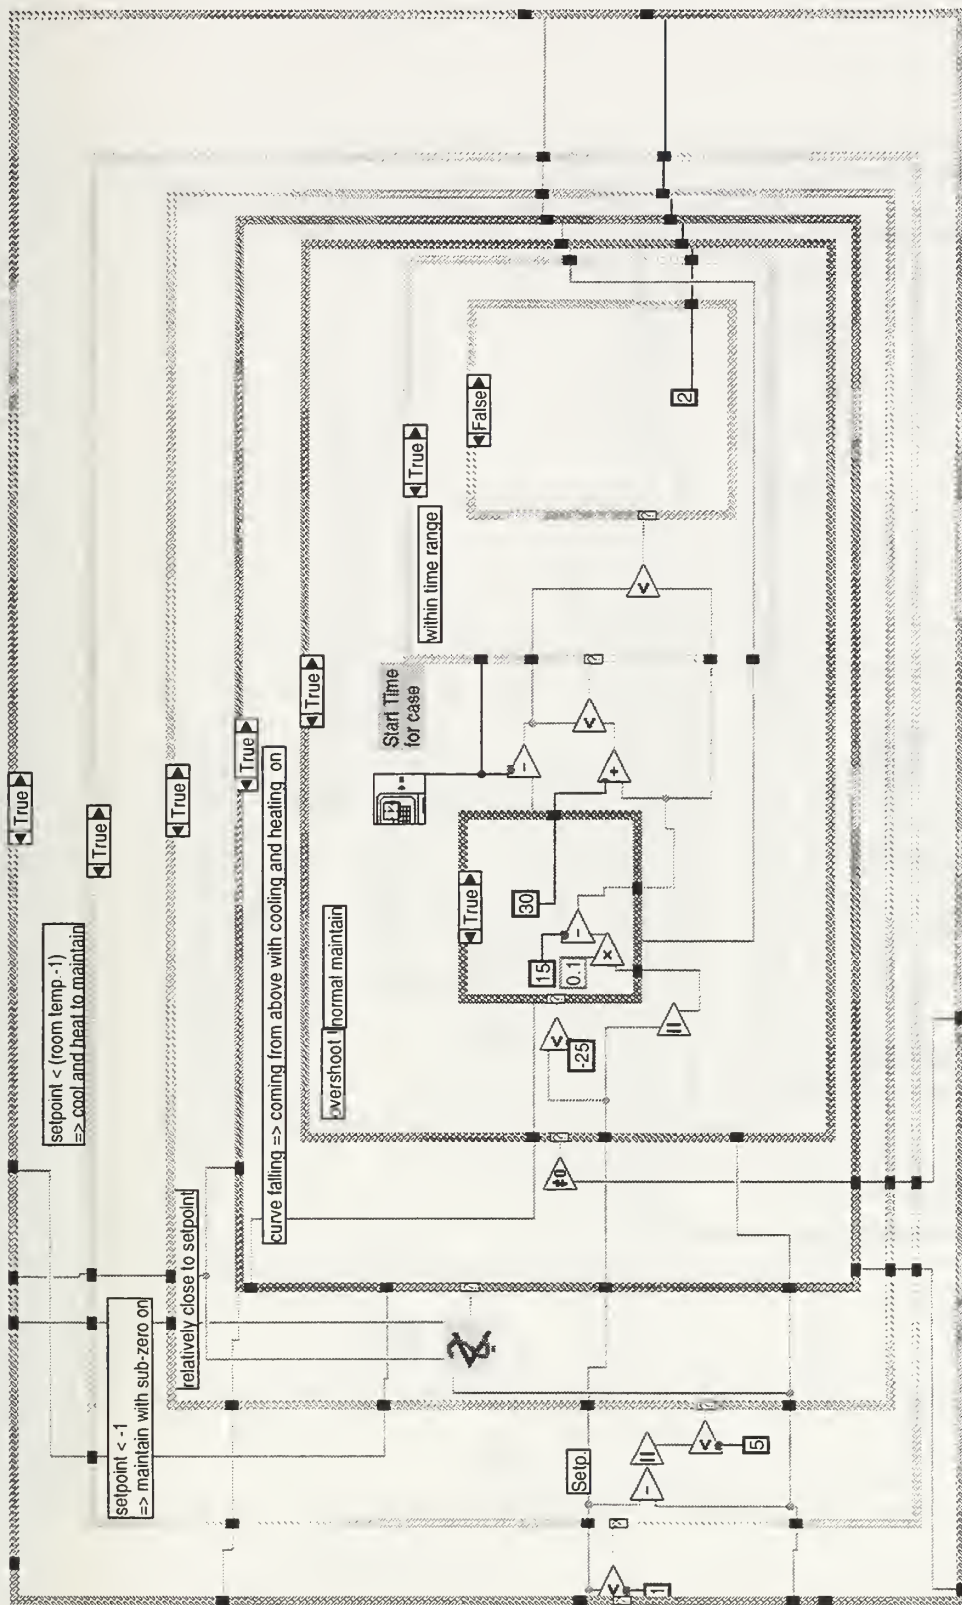 setpoint < (room temp.-1)
=> cool and heat to maintain
setpoint < -1
=> maintain with sub-zero on
relatively close to setpoint
curve falling => coming from above with cooling and heating on
overshoot
normal maintain
True
True
True
True
True
True
True
False
Start Time
for case
within time range
Setp.
30
15
0.1
-25
2
5
≠0